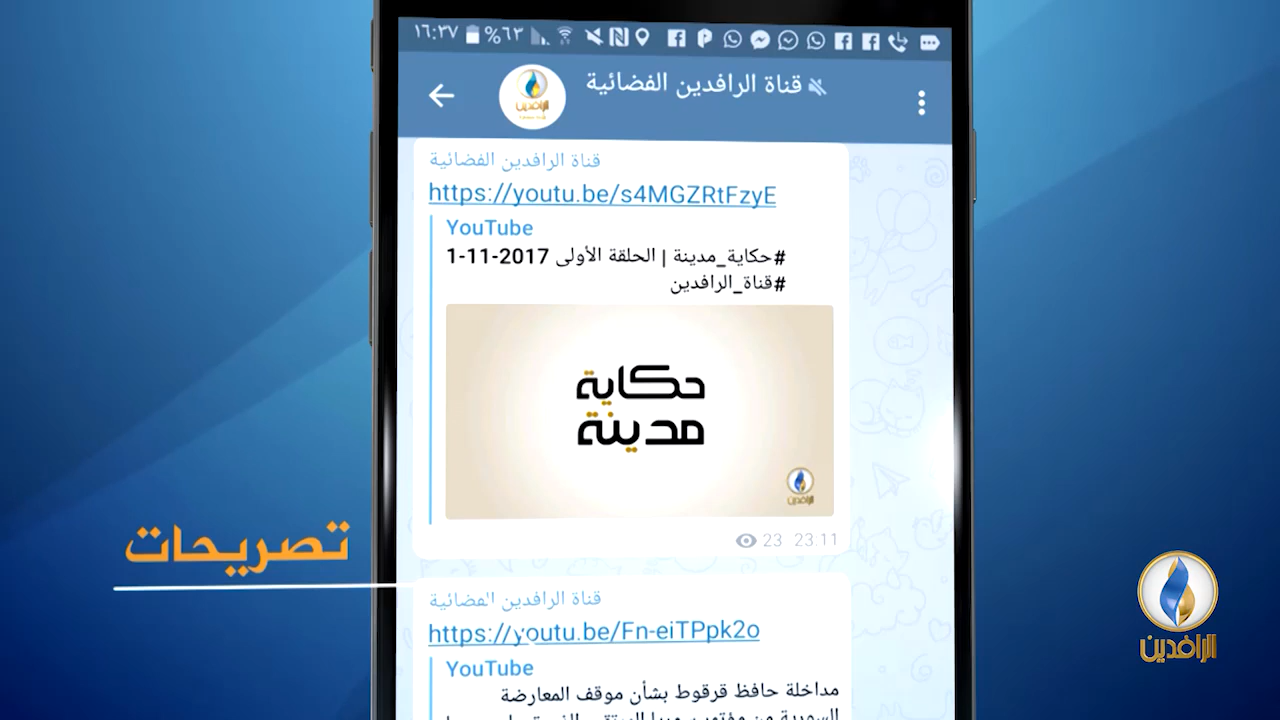 ١٦:٣٧ %٦٣
قناة الرافدين الفضائية
قناة الرافدين الفضائية
https://youtu.be/s4MGZRtFzyE
YouTube
#حكاية_مدينة | الحلقة الأولى 2017-11-1
#قناة_الرافدين
حكاية
مدينة
الرافدين
23 23:11
تصريحات
قناة الرافدين الفضائية
https://youtu.be/Fn-eiTPpk2o
YouTube
مداخلة حافظ قرقوط بشأن موقف المعارضة
الرافدين